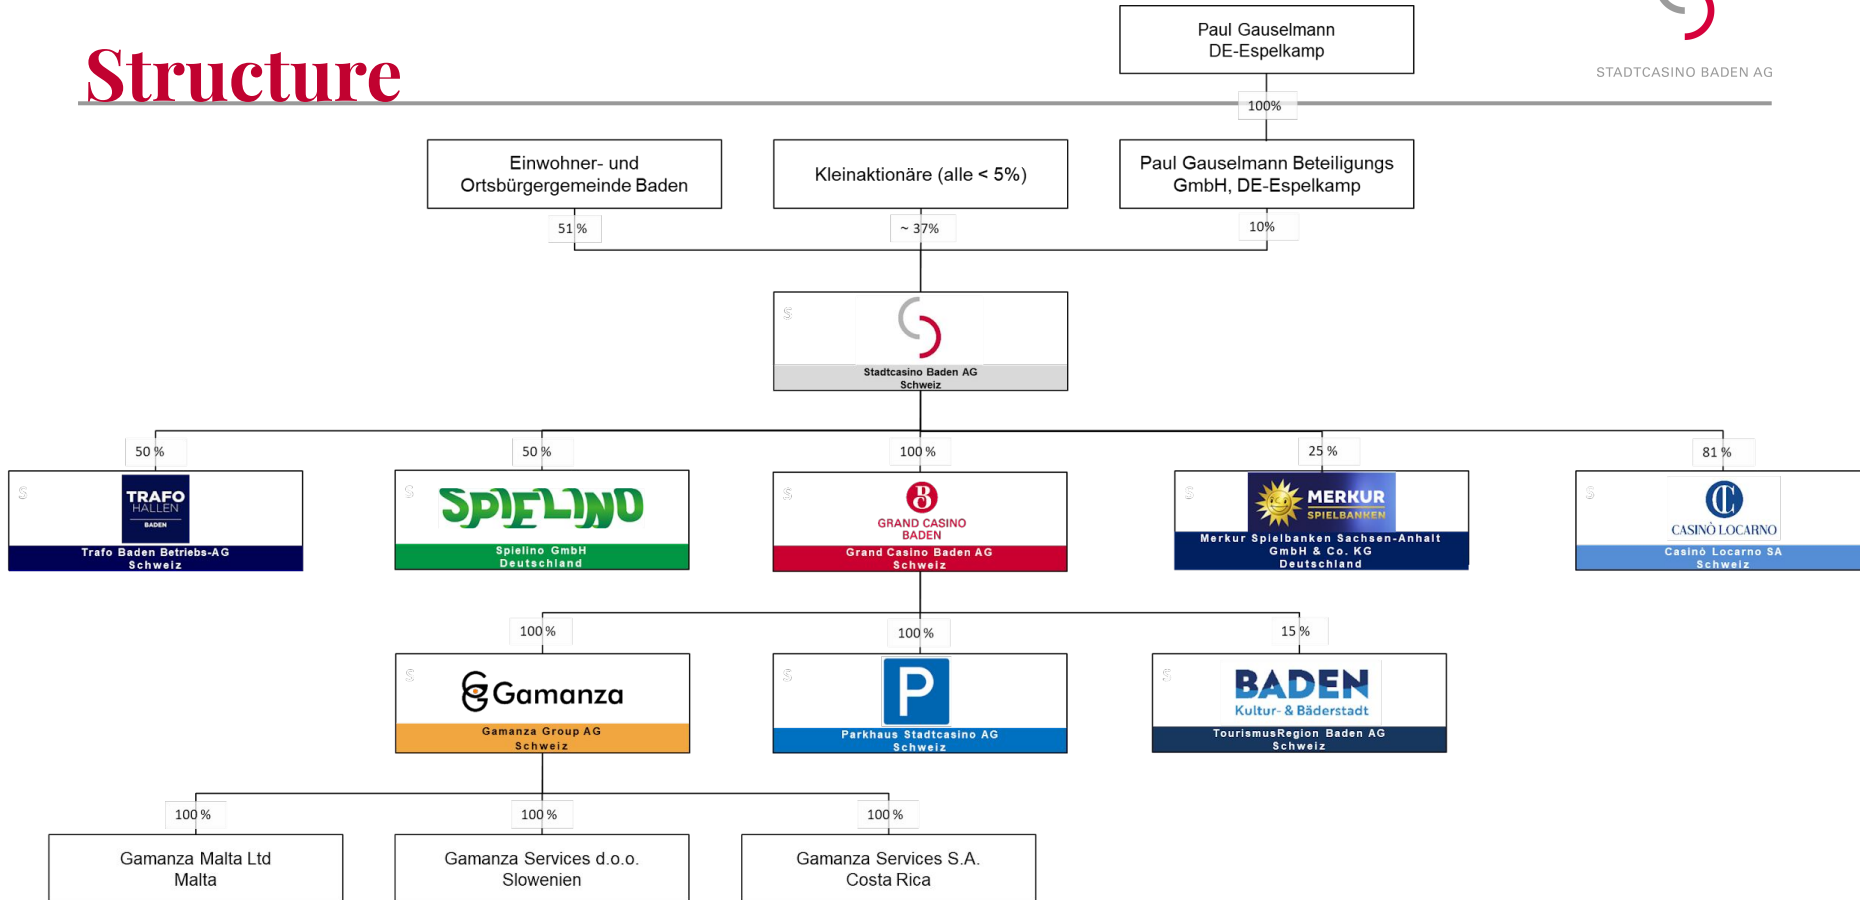 Structure
STADTCASINO BADEN AG
Paul Gauselmann
DE-Espelkamp
100%
Einwohner- und
Ortsbürgergemeinde Baden
Kleinaktionäre (alle < 5%)
Paul Gauselmann Beteiligungs
GmbH, DE-Espelkamp
51 %
~ 37%
10%
S
Stadtcasino Baden AG
Schweiz
50 %
50 %
100 %
25 %
81 %
S
TRAFO
HALLEN
BADEN
Trafo Baden Betriebs-AG
Schweiz
S
SPIELINO
Spielino GmbH
Deutschland
S
GRAND CASINO
BADEN
Grand Casino Baden AG
Schweiz
S
MERKUR
SPIELBANKEN
Merkur Spielbanken Sachsen-Anhalt
GmbH & Co. KG
Deutschland
S
CASINÒ LOCARNO
Casinò Locarno SA
Schweiz
100 %
100 %
15 %
S
Gamanza
Gamanza Group AG
Schweiz
S
P
Parkhaus Stadtcasino AG
Schweiz
S
BADEN
Kultur- & Bäderstadt
TourismusRegion Baden AG
Schweiz
100 %
100 %
100 %
Gamanza Malta Ltd
Malta
Gamanza Services d.o.o.
Slowenien
Gamanza Services S.A.
Costa Rica